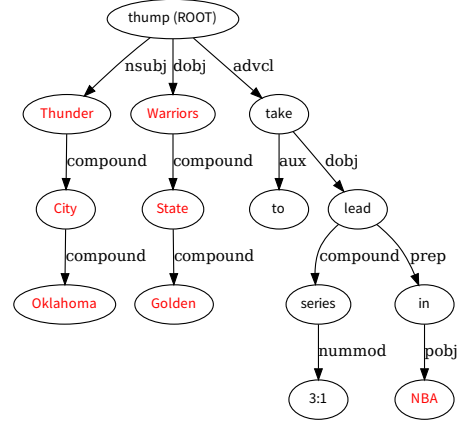 thump (ROOT)
nsubj dobj advcl
Thunder Warriors take
compound compound aux dobj
City State to lead
compound compound compound prep
Oklahoma Golden series in
nummod pobj
3:1 NBA